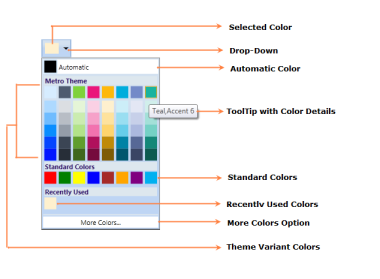 Selected Color
Drop-Down
Automatic
Automatic Color
Metro Theme
Teal,Accent 6
ToolTip with Color Details
Standard Colors
Standard Colors
Recently Used
Recently Used Colors
More Colors...
More Colors Option
Theme Variant Colors